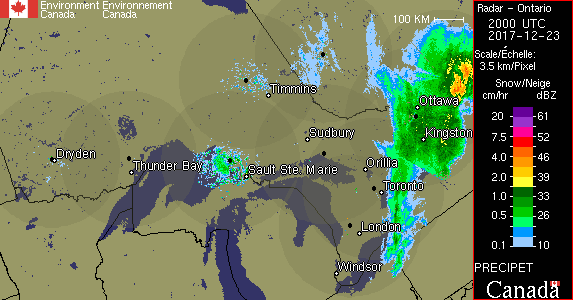 Environment Environnement
Canada Canada
100 KM
Timmins
Ottawa
Sudbury
Kingston
Dryden
Thunder Bay
Sault Ste. Marie
Orillia
Toronto
London
Windsor
Radar - Ontario
2000 UTC
2017-12-23
Scale/Échelle:
3.5 km/Pixel
Snow/Neige
cm/hr dBZ
20 61
7.5 52
4.0 46
2.0 39
1.0 33
0.5 26
0.1 10
PRECIPET
Canada